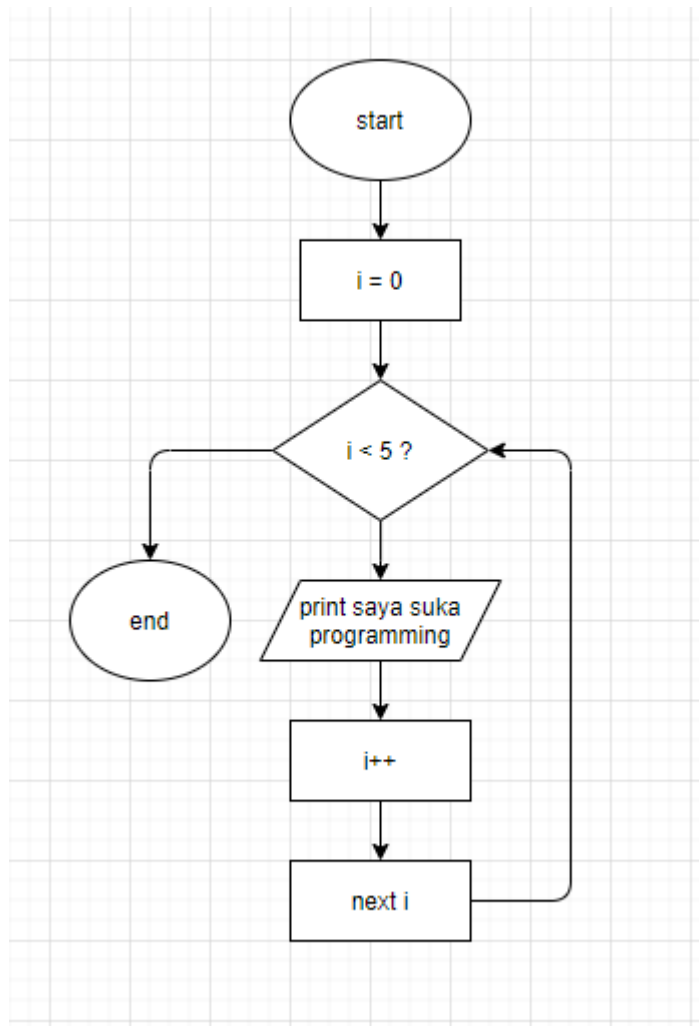 start
i = 0
i < 5 ?
end
print saya suka
programming
i++
next i